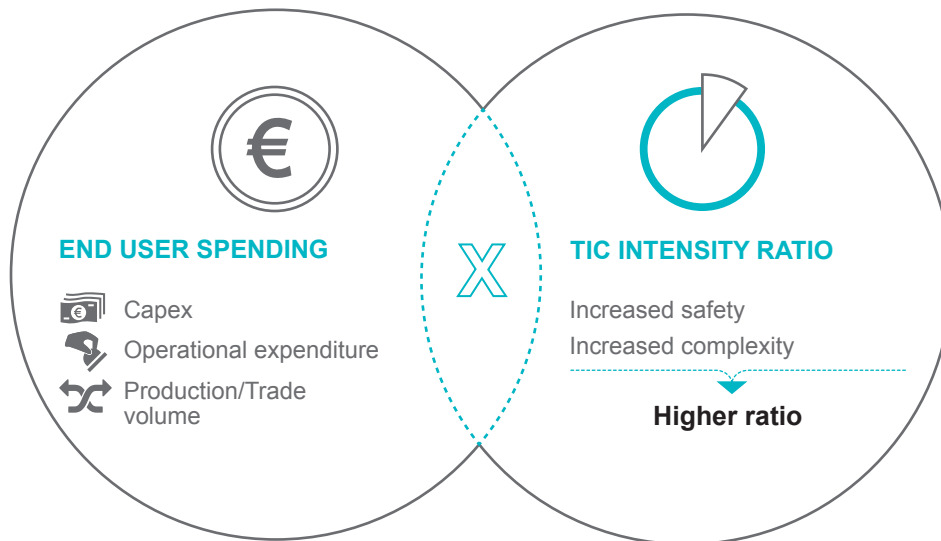 €
END USER SPENDING
€
Capex
Operational expenditure
Production/Trade
volume
X
TIC INTENSITY RATIO
Increased safety
Increased complexity
Higher ratio